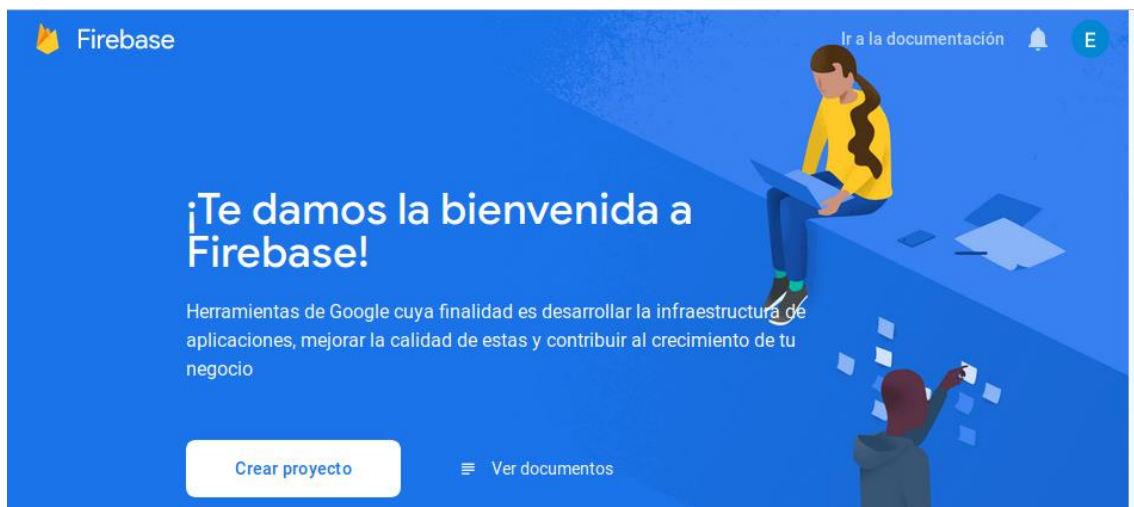 Firebase
Ir a la documentación
E
¡Te damos la bienvenida a
Firebase!
Herramientas de Google cuya finalidad es desarrollar la infraestructura de
aplicaciones, mejorar la calidad de estas y contribuir al crecimiento de tu
negocio
Crear proyecto
Ver documentos